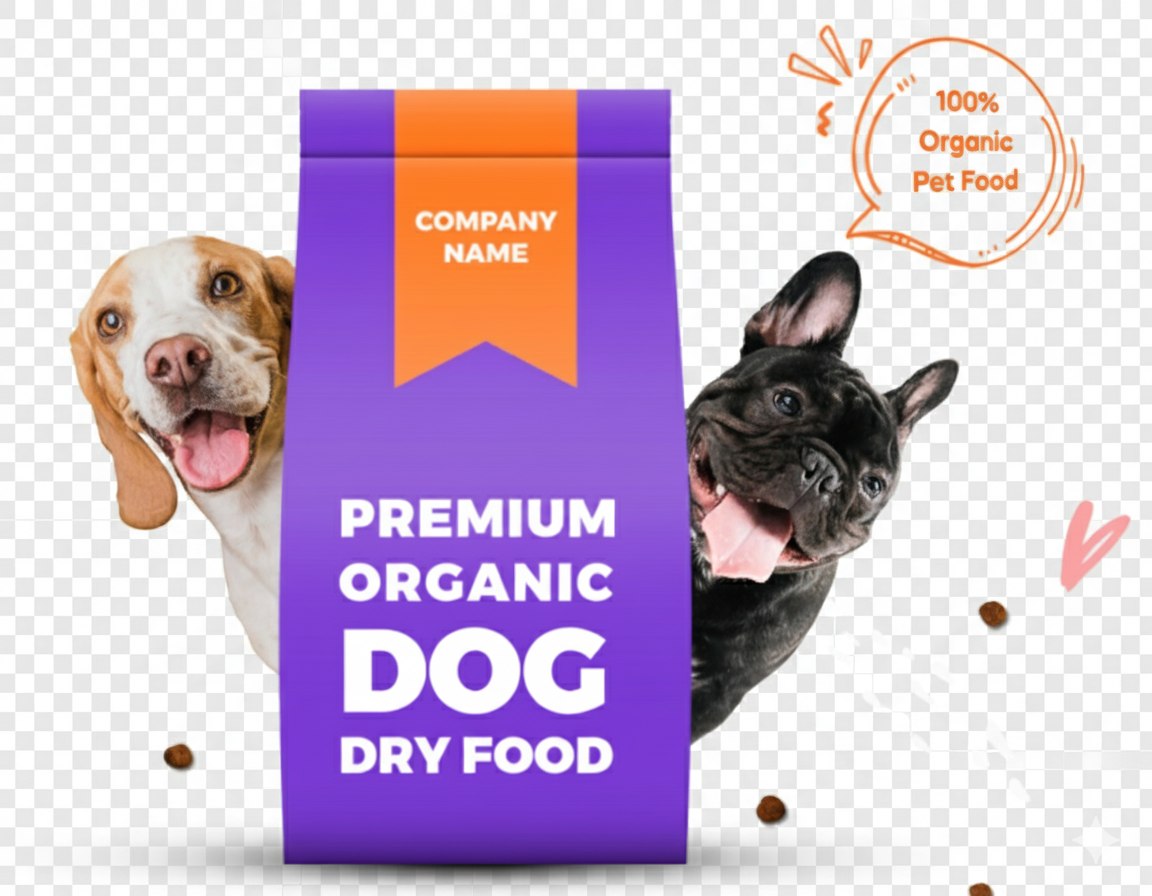 100%
Organic
Pet Food
COMPANY
NAME
PREMIUM
ORGANIC
DOG
DRY FOOD